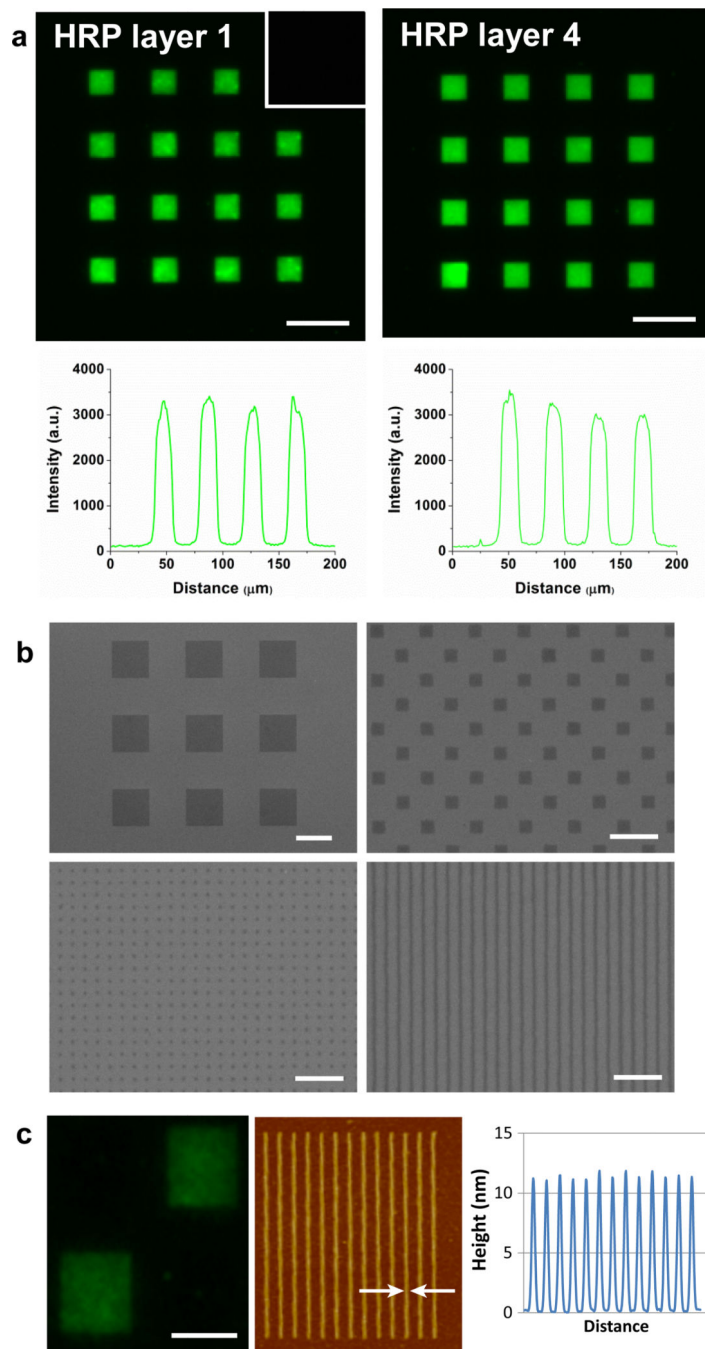 a
HRP layer 1
HRP layer 4
4000
3000
2000
1000
0
Intensity (a.u.)
0 50 100 150 200
Distance (μm)
4000
3000
2000
1000
0
Intensity (a.u.)
0 50 100 150 200
Distance (μm)
b
c
15
10
5
0
Height (nm)
Distance